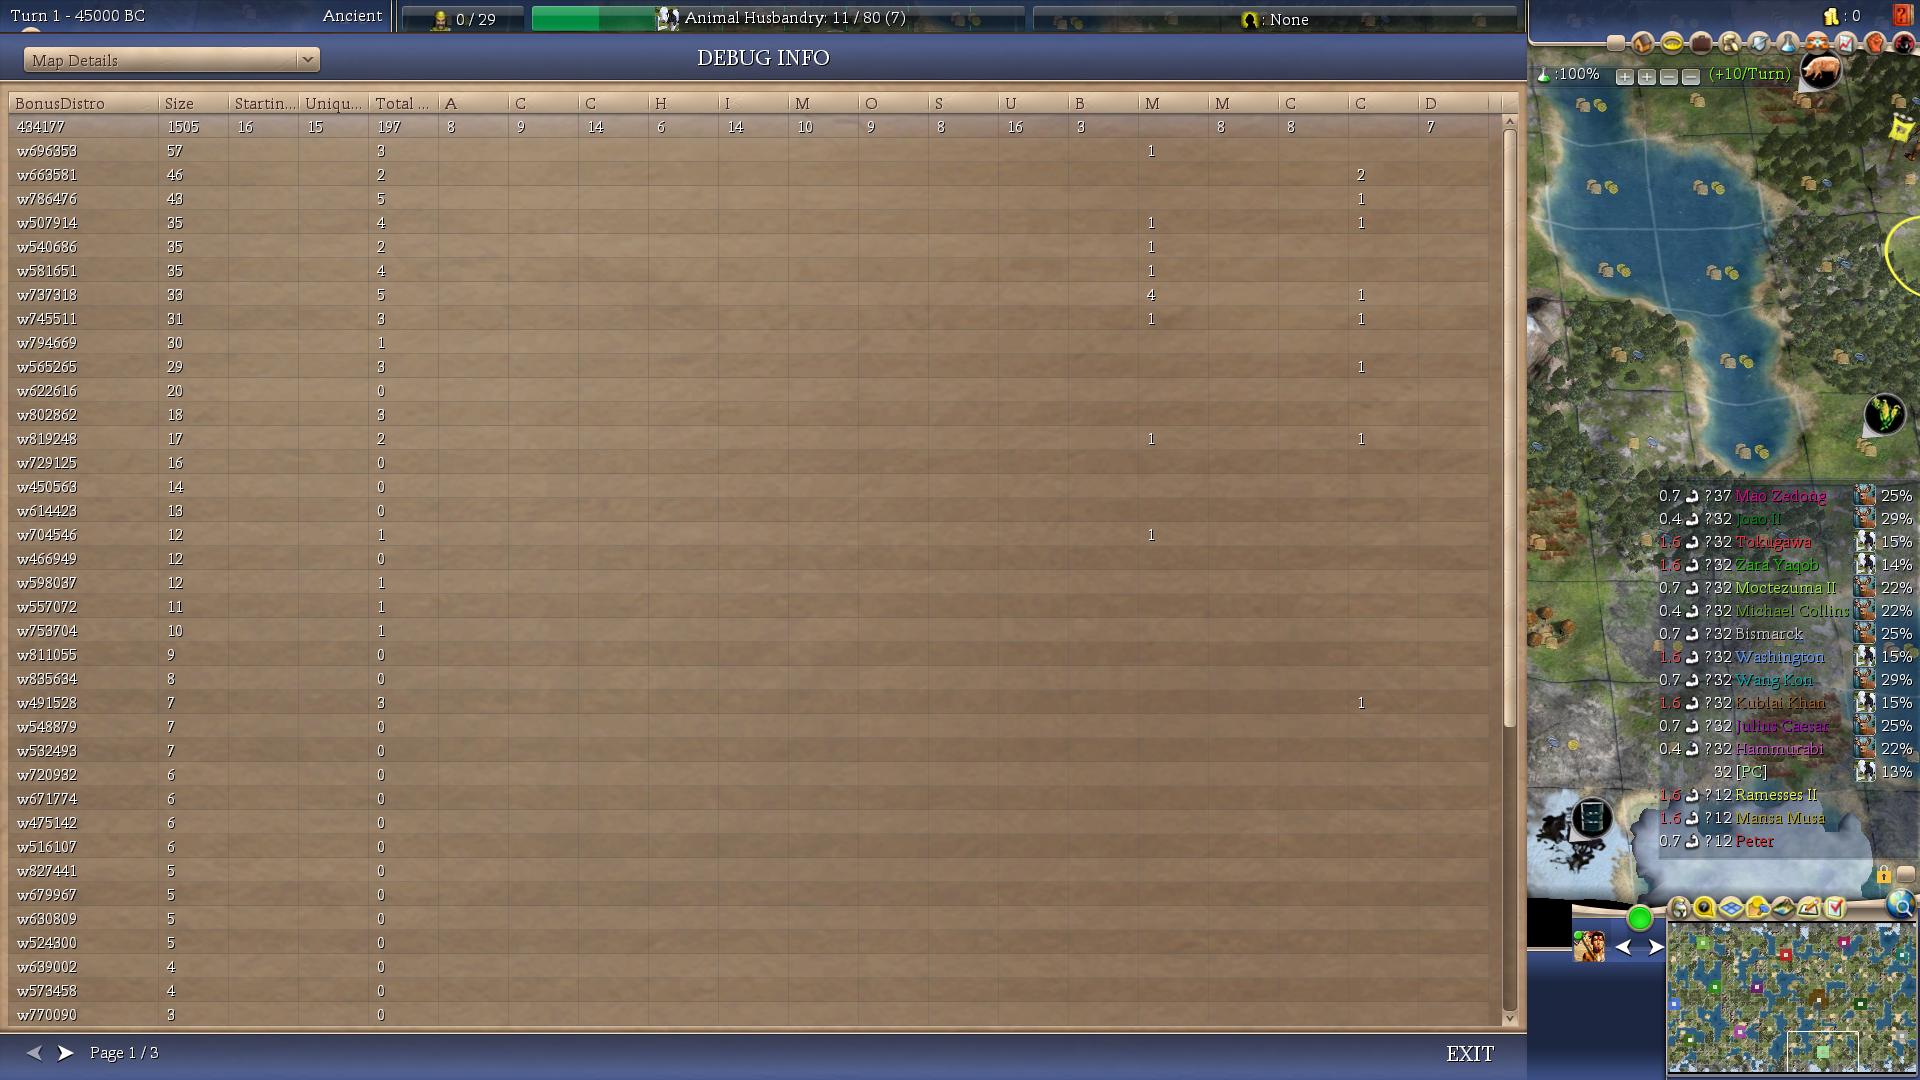 Turn 1 - 45000 BC Ancient 0 / 29 Animal Husbandry: 11 / 80 (7) : None : 0
Map Details DEBUG INFO :100% (+10/Turn)
BonusDistro Size Startin... Uniqu... Total ... A C C H I M O S U B M M C C D
434177 1505 16 15 197 8 9 14 6 14 10 9 8 16 3 8 8 7
w696353 57 3 1
w663581 46 2 2
w786476 43 5 1
w507914 35 4 1 1
w540686 35 2 1
w581651 35 4 1
w737318 33 5 4 1
w745511 31 3 1 1
w794669 30 1
w565265 29 3 1
w622616 20 0
w802862 18 3
w819248 17 2 1 1
w729125 16 0
w450563 14 0
w614423 13 0
w704546 12 1 1
w466949 12 0
w598037 12 1
w557072 11 1
w753704 10 1
w811055 9 0
w835634 8 0
w491528 7 3 1
w548879 7 0
w532493 7 0
w720932 6 0
w671774 6 0
w475142 6 0
w516107 6 0
w827441 5 0
w679967 5 0
w630809 5 0
w524300 5 0
w639002 4 0
w573458 4 0
w770090 3 0
0.7 ?37 Mao Zedong 25%
0.4 ?32 Joao II 29%
1.6 ?32 Tokugawa 15%
1.6 ?32 Zara Yaqob 14%
0.7 ?32 Moctezuma II 22%
0.4 ?32 Michael Collins 22%
0.7 ?32 Bismarck 25%
1.6 ?32 Washington 15%
0.7 ?32 Wang Kon 29%
1.6 ?32 Kublai Khan 15%
0.7 ?32 Julius Caesar 25%
0.4 ?32 Hammurabi 22%
32 [PC] 13%
1.6 ?12 Ramesses II
1.6 ?12 Mansa Musa
0.7 ?12 Peter
Page 1 / 3 EXIT